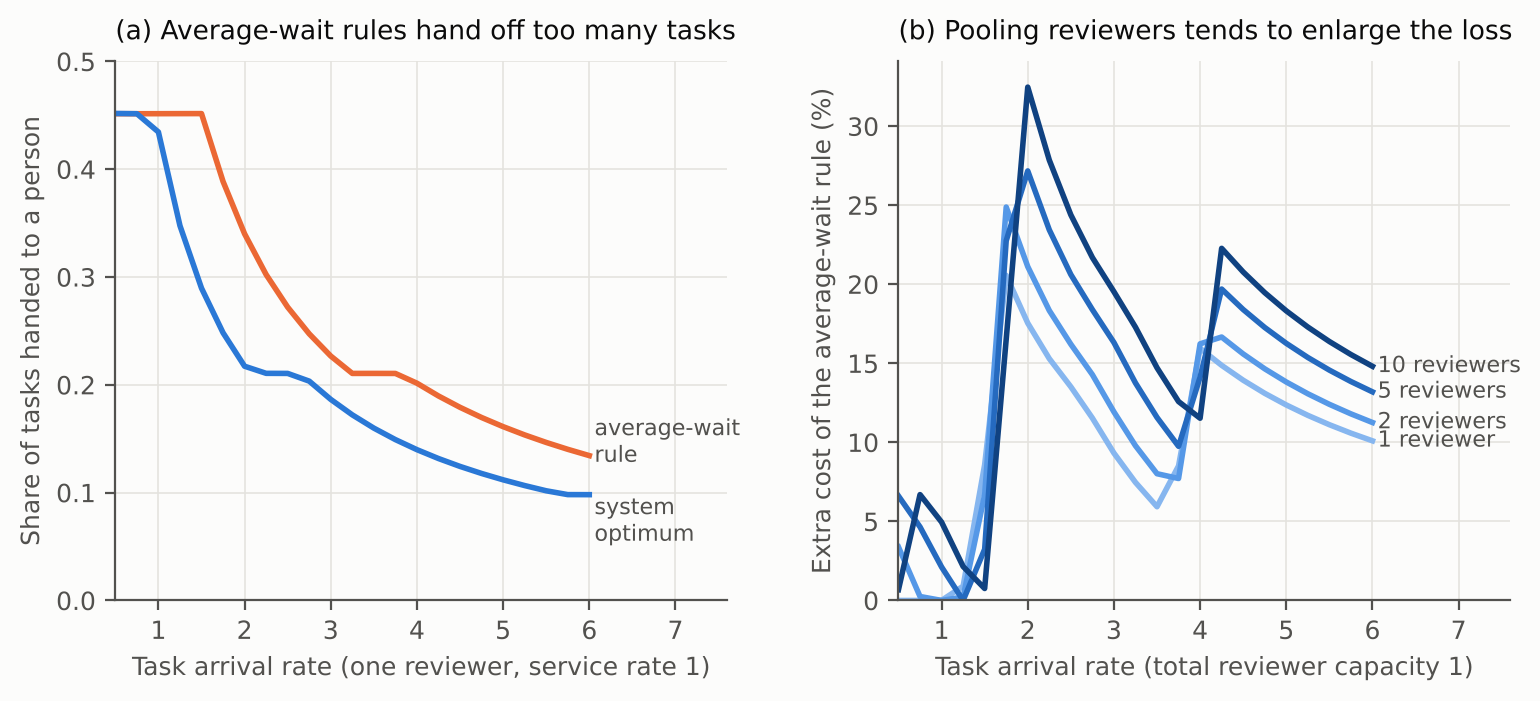 (a) Average-wait rules hand off too many tasks
Share of tasks handed to a person
0.5
0.4
0.3
0.2
0.1
0.0
average-wait
rule
system
optimum
1 2 3 4 5 6 7
Task arrival rate (one reviewer, service rate 1)
(b) Pooling reviewers tends to enlarge the loss
Extra cost of the average-wait rule (%)
30
25
20
15
10
5
0
10 reviewers
5 reviewers
2 reviewers
1 reviewer
1 2 3 4 5 6 7
Task arrival rate (total reviewer capacity 1)